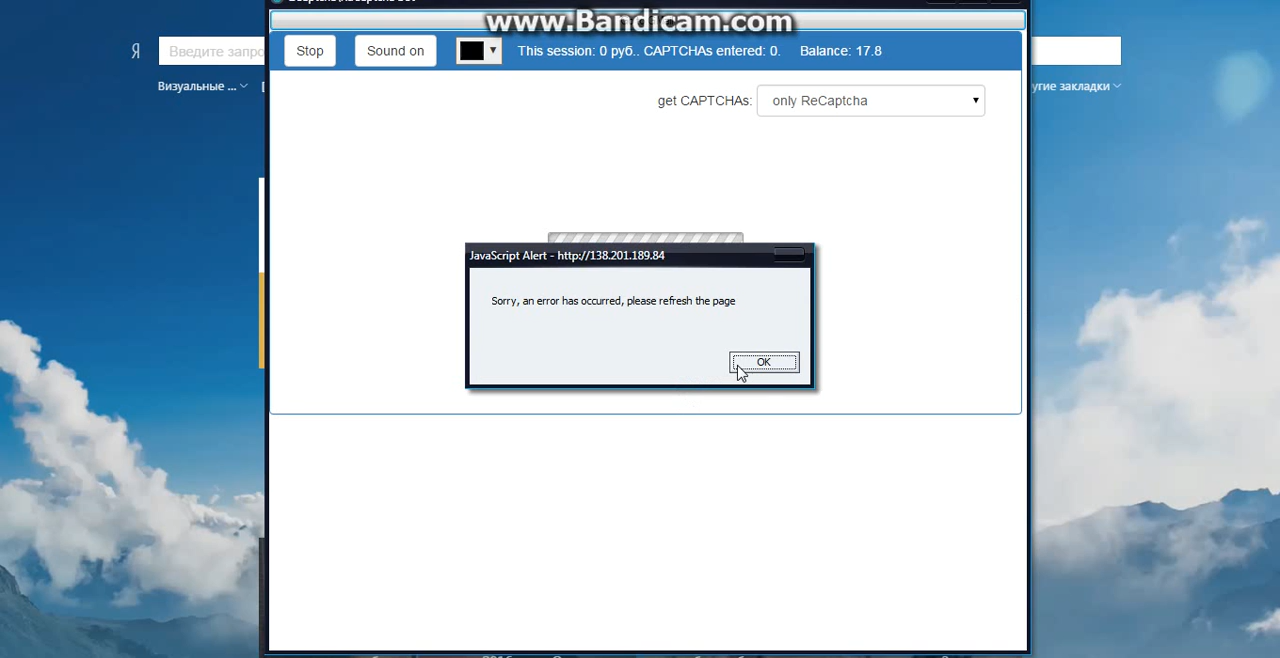 www.Bandicam.com
Я Введите запро
Stop Sound on This session: 0 руб.. CAPTCHAs entered: 0. Balance: 17.8
Визуальные ... угие закладки
get CAPTCHAs: only ReCaptcha
JavaScript Alert - http://138.201.189.84
Sorry, an error has occurred, please refresh the page
OK